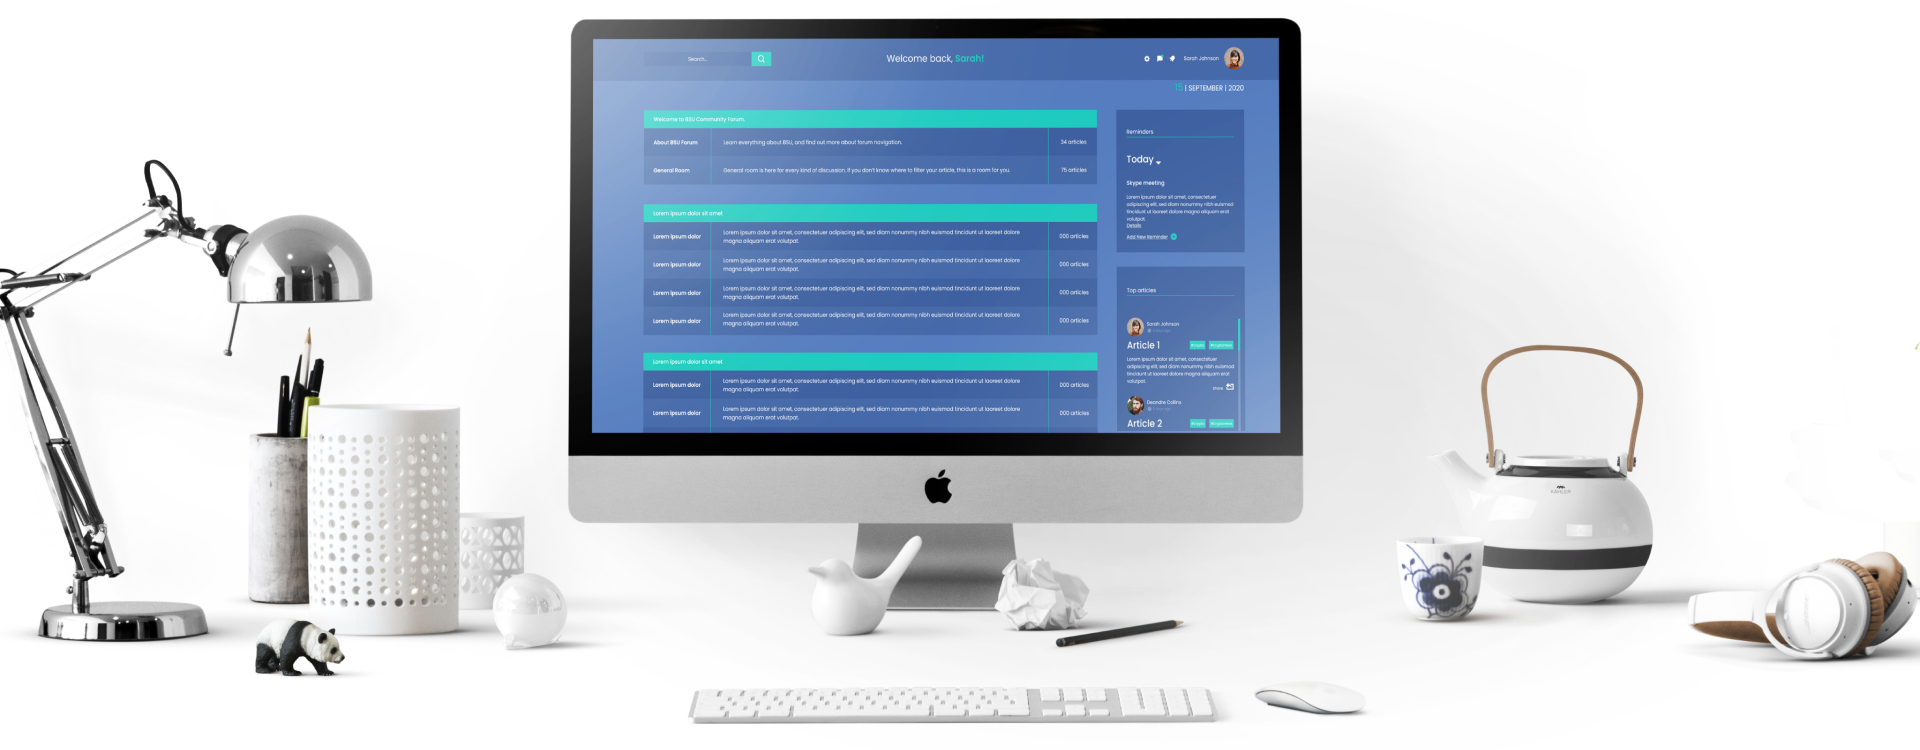 Search...
Welcome back, Sarah!
Sarah Johnson
15 | SEPTEMBER | 2020
Welcome to BSU Community Forum.
About BSU Forum
Learn everything about BSU, and find out more about forum navigation.
34 articles
General Room
General room is here for every kind of discussion. If you don't know where to filter your article, this is a room for you.
75 articles
Lorem ipsum dolor sit amet
Lorem ipsum dolor
Lorem ipsum dolor sit amet, consectetuer adipiscing elit, sed diam nonummy nibh euismod tincidunt ut laoreet dolore
magna aliquam erat volutpat.
000 articles
Lorem ipsum dolor
Lorem ipsum dolor sit amet, consectetuer adipiscing elit, sed diam nonummy nibh euismod tincidunt ut laoreet dolore
magna aliquam erat volutpat.
000 articles
Lorem ipsum dolor
Lorem ipsum dolor sit amet, consectetuer adipiscing elit, sed diam nonummy nibh euismod tincidunt ut laoreet dolore
magna aliquam erat volutpat.
000 articles
Lorem ipsum dolor
Lorem ipsum dolor sit amet, consectetuer adipiscing elit, sed diam nonummy nibh euismod tincidunt ut laoreet dolore
magna aliquam erat volutpat.
000 articles
Lorem ipsum dolor sit amet
Lorem ipsum dolor
Lorem ipsum dolor sit amet, consectetuer adipiscing elit, sed diam nonummy nibh euismod tincidunt ut laoreet dolore
magna aliquam erat volutpat.
000 articles
Lorem ipsum dolor
Lorem ipsum dolor sit amet, consectetuer adipiscing elit, sed diam nonummy nibh euismod tincidunt ut laoreet dolore
magna aliquam erat volutpat.
000 articles
Reminders
Today
Skype meeting
Lorem ipsum dolor sit amet, consectetuer
adipiscing elit, sed diam nonummy nibh euismod
tincidunt ut laoreet dolore magna aliquam erat
volutpat.
Details
Add New Reminder
Top articles
Sarah Johnson
Article 1
Lorem ipsum dolor sit amet, consectetuer
adipiscing elit, sed diam nonummy nibh euismod
tincidunt ut laoreet dolore magna aliquam erat
volutpat.
Share
Deandre Collins
Article 2
KÄHLER